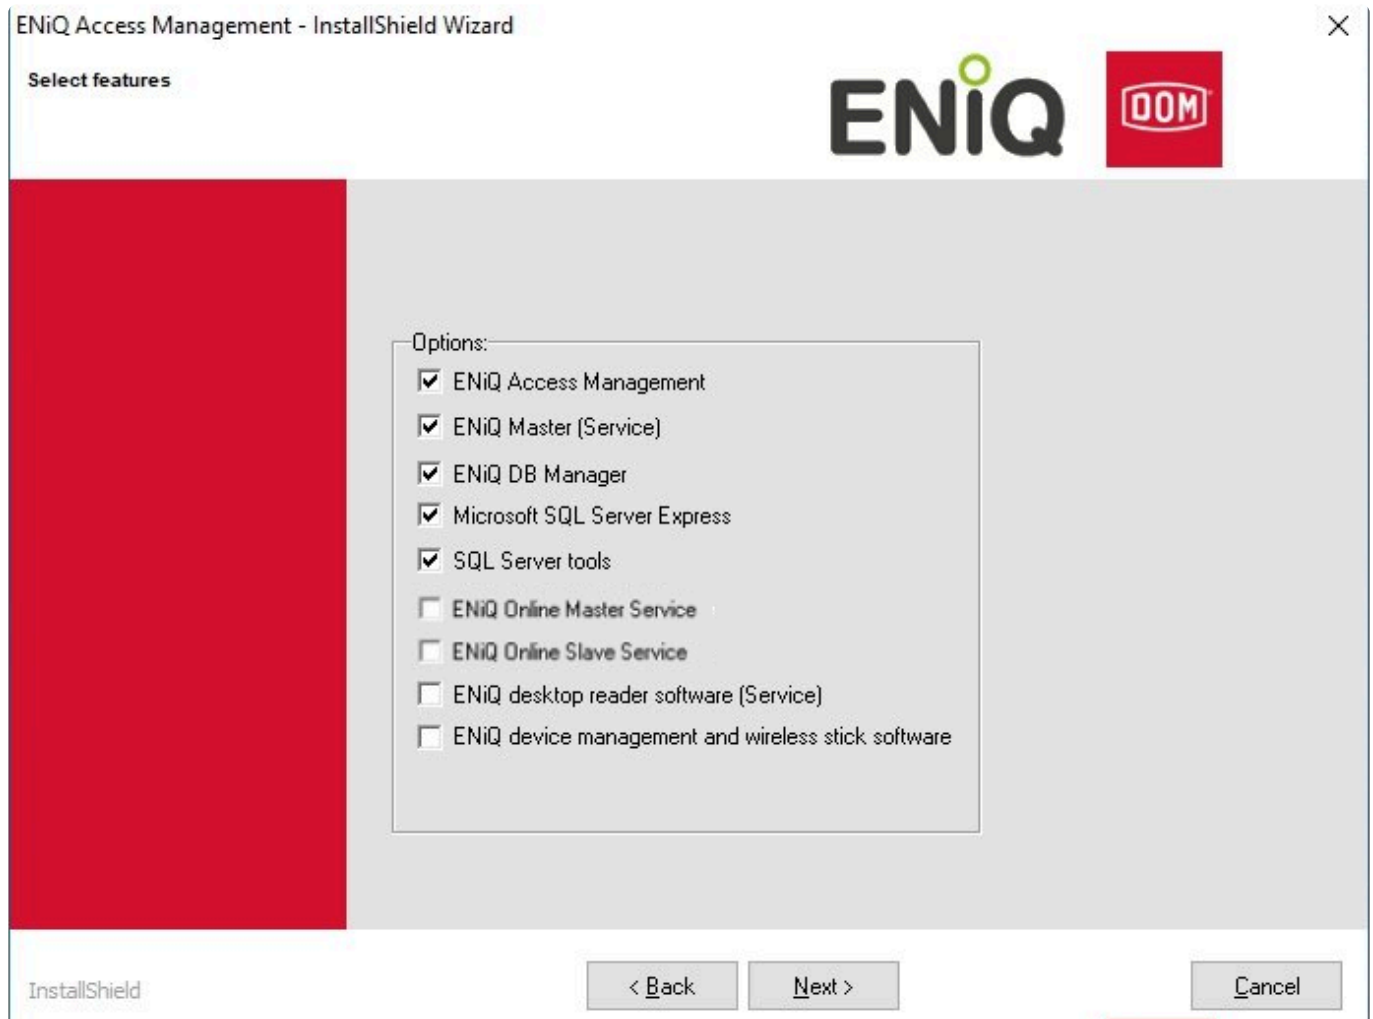 ENiQ Access Management - InstallShield Wizard
Select features
ENiQ
DOM
Options:
ENiQ Access Management
ENiQ Master (Service)
ENiQ DB Manager
Microsoft SQL Server Express
SQL Server tools
ENiQ Online Master Service
ENiQ Online Slave Service
ENiQ desktop reader software (Service)
ENiQ device management and wireless stick software
InstallShield
< Back
Next >
Cancel